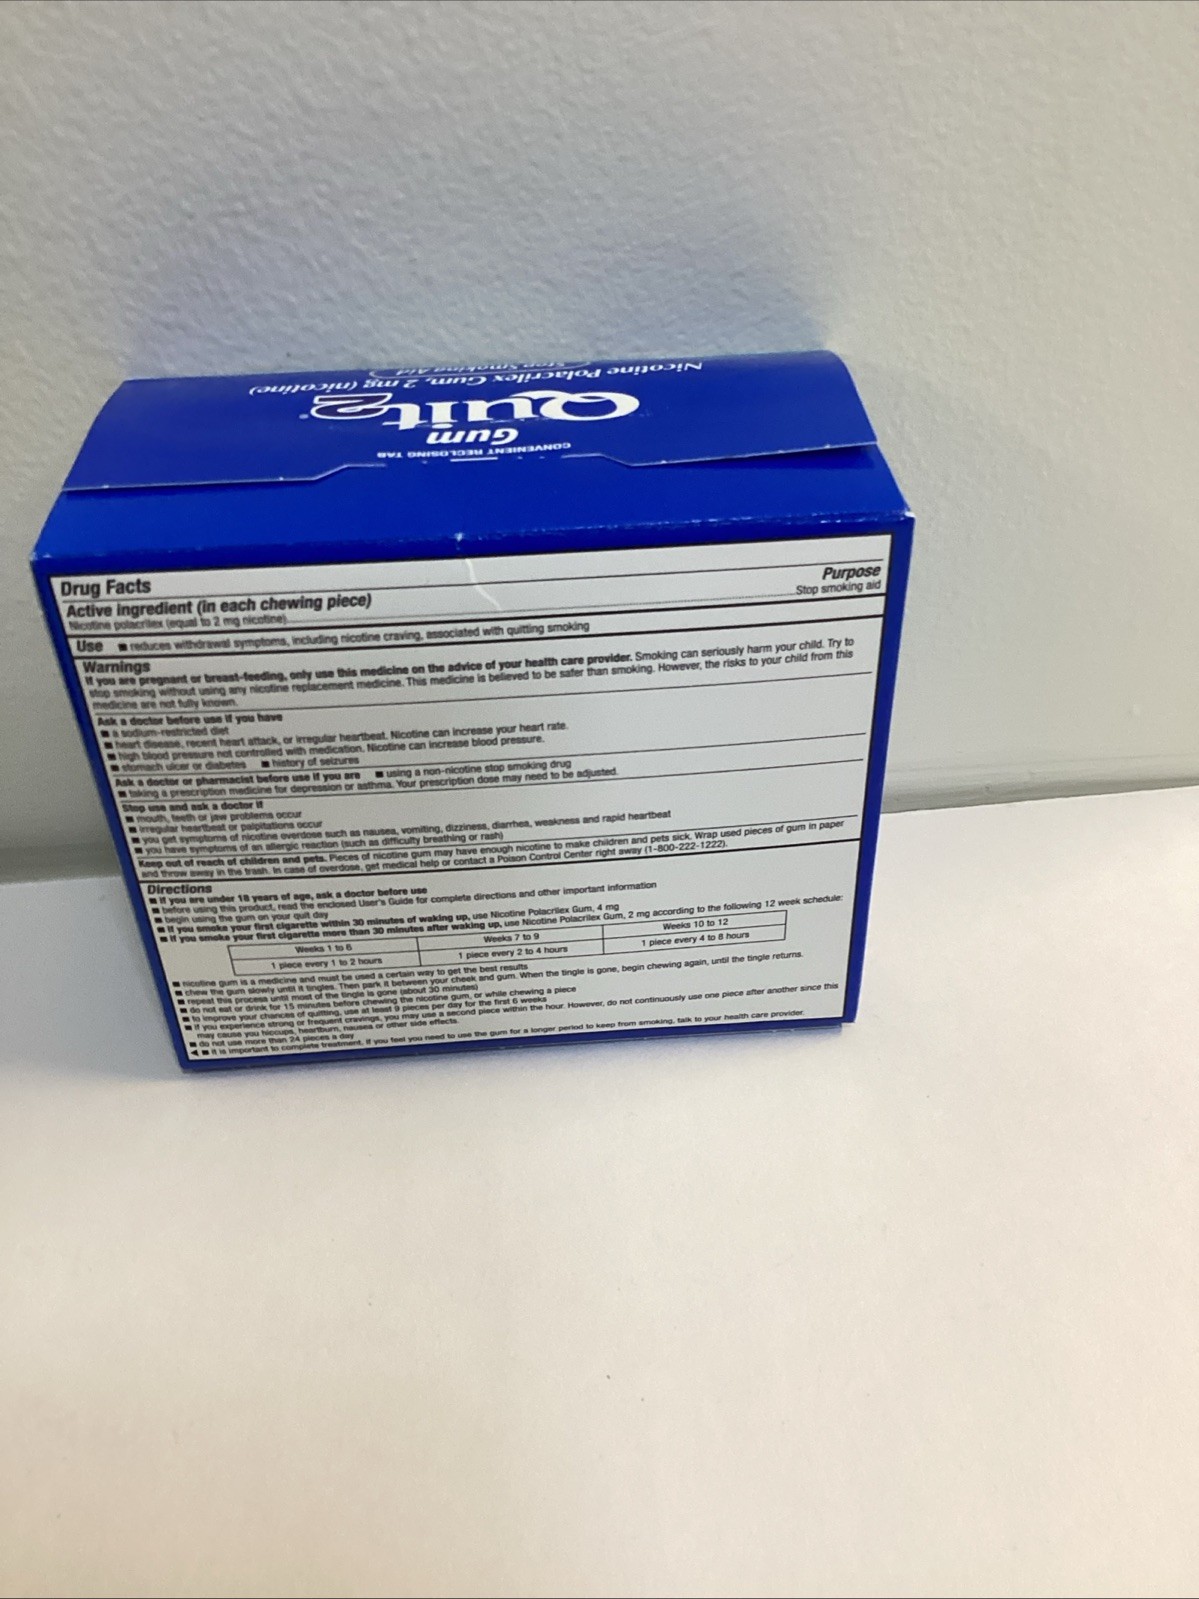 CONVENIENT RECLOSING TAB
Gum
Quit2®
Nicotine Polacrilex Gum, 2 mg (nicotine)
Stop Smoking Aid
Drug Facts
Active ingredient (in each chewing piece)
Purpose
Nicotine polacrilex (equal to 2 mg nicotine)
Stop smoking aid
Use ■ reduces withdrawal symptoms, including nicotine craving, associated with quitting smoking
Warnings
If you are pregnant or breast-feeding, only use this medicine on the advice of your health care provider. Smoking can seriously harm your child. Try to
stop smoking without using any nicotine replacement medicine. This medicine is believed to be safer than smoking. However, the risks to your child from this
medicine are not fully known.
Ask a doctor before use if you have
■ a sodium-restricted diet
■ heart disease, recent heart attack, or irregular heartbeat. Nicotine can increase your heart rate.
■ high blood pressure not controlled with medication. Nicotine can increase blood pressure.
■ stomach ulcer or diabetes ■ history of seizures
Ask a doctor or pharmacist before use if you are ■ using a non-nicotine stop smoking drug
■ taking a prescription medicine for depression or asthma. Your prescription dose may need to be adjusted.
Stop use and ask a doctor if
■ mouth, teeth or jaw problems occur
■ irregular heartbeat or palpitations occur
■ you get symptoms of nicotine overdose such as nausea, vomiting, dizziness, diarrhea, weakness and rapid heartbeat
■ you have symptoms of an allergic reaction (such as difficulty breathing or rash)
Keep out of reach of children and pets. Pieces of nicotine gum may have enough nicotine to make children and pets sick. Wrap used pieces of gum in paper
and throw away in the trash. In case of overdose, get medical help or contact a Poison Control Center right away (1-800-222-1222).
Directions
■ if you are under 18 years of age, ask a doctor before use
■ before using this product, read the enclosed User's Guide for complete directions and other important information
■ begin using the gum on your quit day
■ if you smoke your first cigarette within 30 minutes of waking up, use Nicotine Polacrilex Gum, 4 mg
■ if you smoke your first cigarette more than 30 minutes after waking up, use Nicotine Polacrilex Gum, 2 mg according to the following 12 week schedule:
Weeks 1 to 6 Weeks 7 to 9 Weeks 10 to 12
1 piece every 1 to 2 hours 1 piece every 2 to 4 hours 1 piece every 4 to 8 hours
■ nicotine gum is a medicine and must be used a certain way to get the best results
■ chew the gum slowly until it tingles. Then park it between your cheek and gum. When the tingle is gone, begin chewing again, until the tingle returns.
■ repeat this process until most of the tingle is gone (about 30 minutes)
■ do not eat or drink for 15 minutes before chewing the nicotine gum, or while chewing a piece
■ to improve your chances of quitting, use at least 9 pieces per day for the first 6 weeks
■ if you experience strong or frequent cravings, you may use a second piece within the hour. However, do not continuously use one piece after another since this
may cause you hiccups, heartburn, nausea or other side effects.
■ do not use more than 24 pieces a day
■ it is important to complete treatment. If you feel you need to use the gum for a longer period to keep from smoking, talk to your health care provider.